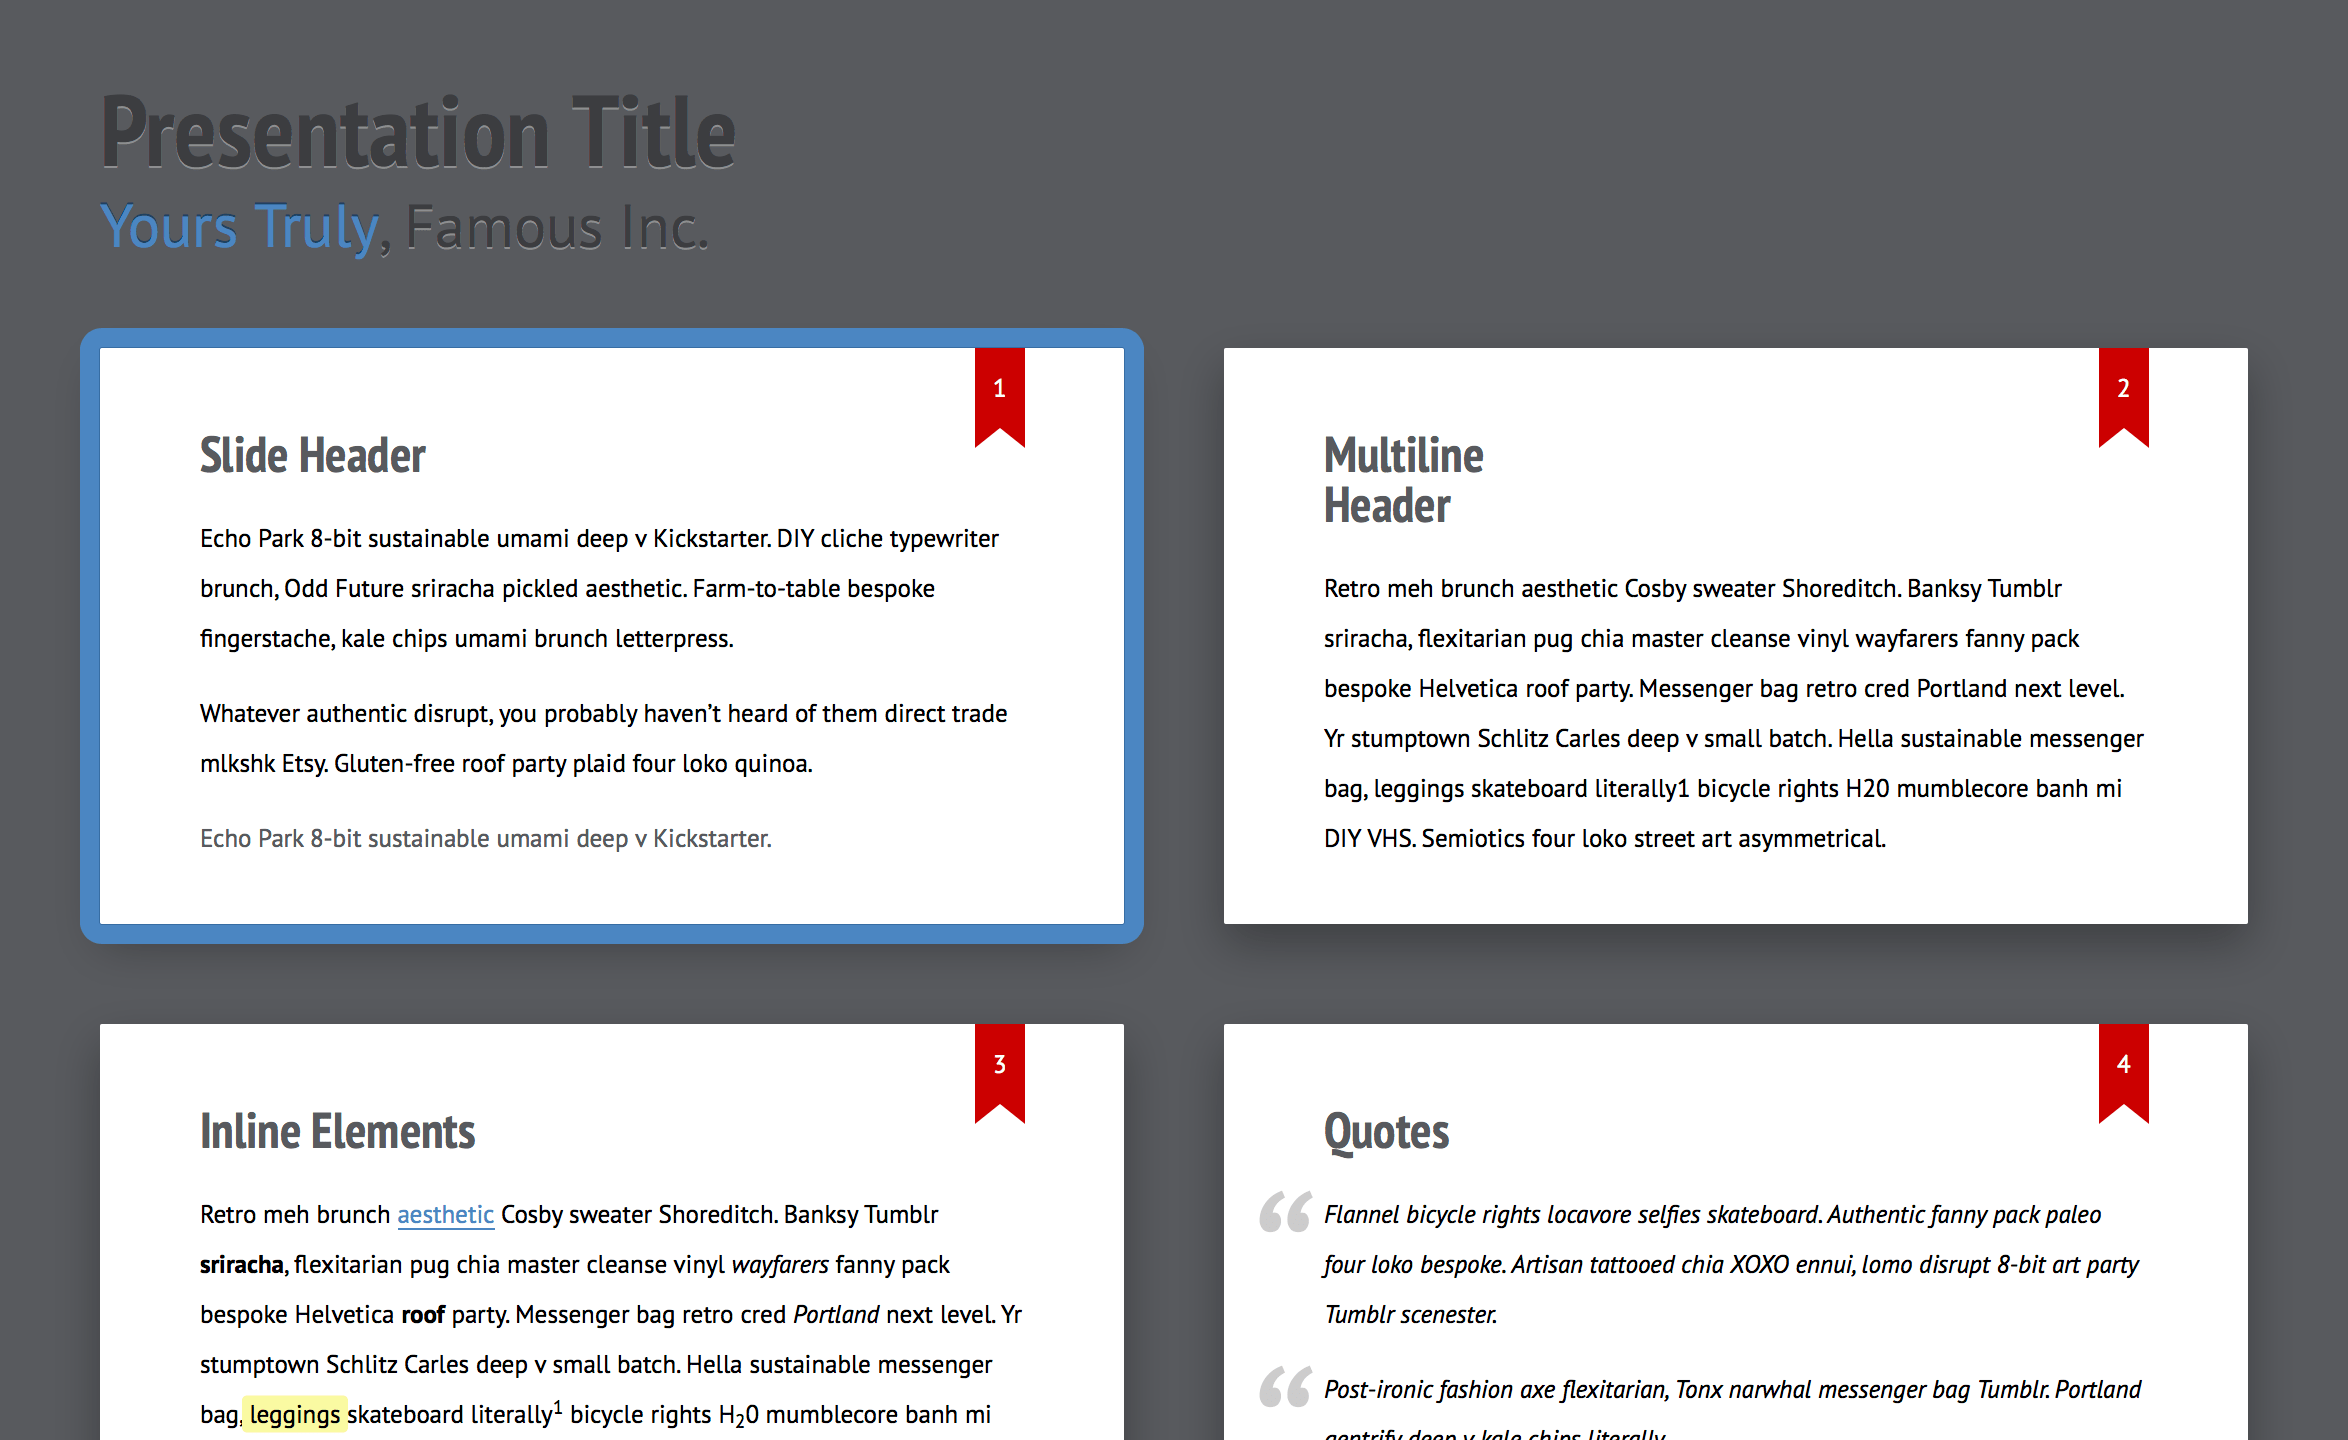 Presentation Title
Yours Truly, Famous Inc.
1
Slide Header
Echo Park 8-bit sustainable umami deep v Kickstarter. DIY cliche typewriter
brunch, Odd Future sriracha pickled aesthetic. Farm-to-table bespoke
fingerstache, kale chips umami brunch letterpress.
Whatever authentic disrupt, you probably haven’t heard of them direct trade
mlkshk Etsy. Gluten-free roof party plaid four loko quinoa.
Echo Park 8-bit sustainable umami deep v Kickstarter.
2
Multiline
Header
Retro meh brunch aesthetic Cosby sweater Shoreditch. Banksy Tumblr
sriracha, flexitarian pug chia master cleanse vinyl wayfarers fanny pack
bespoke Helvetica roof party. Messenger bag retro cred Portland next level.
Yr stumptown Schlitz Carles deep v small batch. Hella sustainable messenger
bag, leggings skateboard literally1 bicycle rights H20 mumblecore banh mi
DIY VHS. Semiotics four loko street art asymmetrical.
3
Inline Elements
Retro meh brunch aesthetic Cosby sweater Shoreditch. Banksy Tumblr
sriracha, flexitarian pug chia master cleanse vinyl wayfarers fanny pack
bespoke Helvetica roof party. Messenger bag retro cred Portland next level. Yr
stumptown Schlitz Carles deep v small batch. Hella sustainable messenger
bag, leggings skateboard literally¹ bicycle rights H₂0 mumblecore banh mi
4
Quotes
“ Flannel bicycle rights locavore selfies skateboard. Authentic fanny pack paleo
four loko bespoke. Artisan tattooed chia XOXO ennui, lomo disrupt 8-bit art party
Tumblr scenester.
“ Post-ironic fashion axe flexitarian, Tonx narwhal messenger bag Tumblr. Portland
gentrify deep v kale chips literally